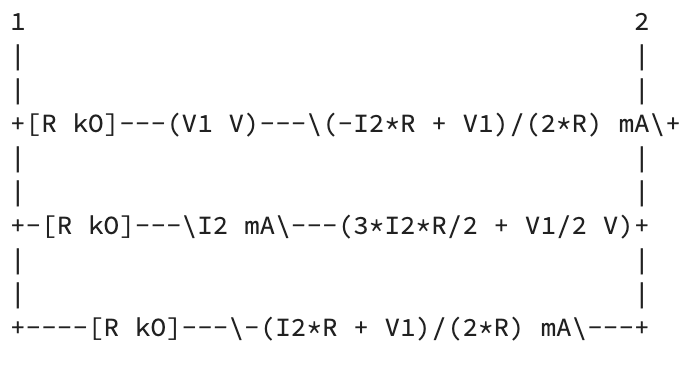 1                                       2
|                                       |
|                                       |
+[R kO]---(V1 V)---\(-I2*R + V1)/(2*R) mA\+
|                                       |
|                                       |
+-[R kO]---\I2 mA\---(3*I2*R/2 + V1/2 V)+
|                                       |
|                                       |
+----[R kO]---\-(I2*R + V1)/(2*R) mA\---+